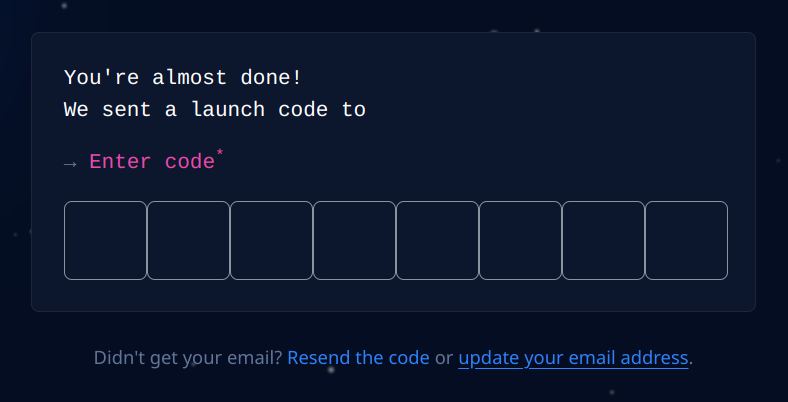 You're almost done!
We sent a launch code to
→ Enter code*
Didn't get your email? Resend the code or update your email address.